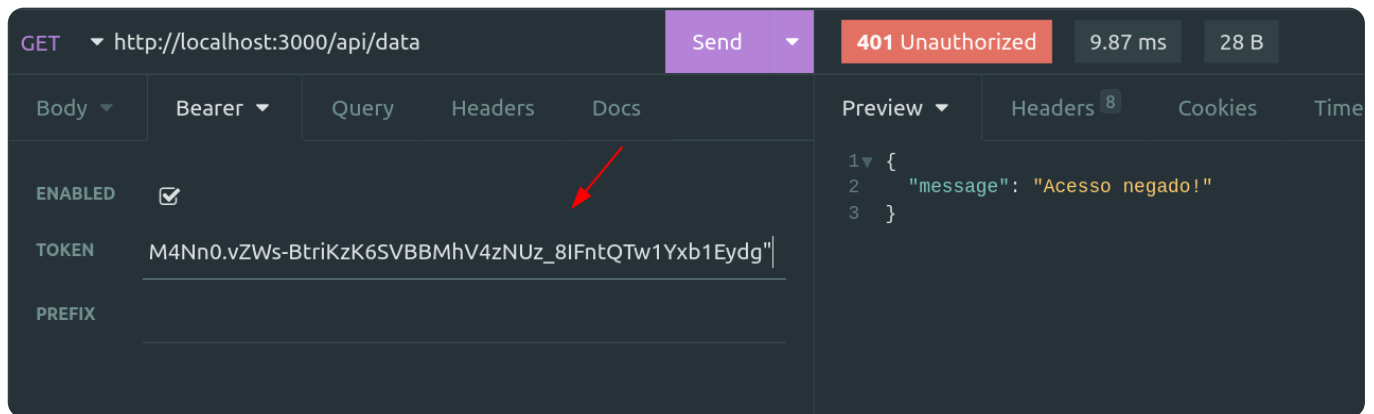 GET http://localhost:3000/api/data Send 401 Unauthorized 9.87 ms 28 B
Body Bearer Query Headers Docs Preview Headers 8 Cookies Time
1 {
ENABLED
2 "message": "Acesso negado!"
3 }
TOKEN M4Nn0.vZWs-BtriKzK6SVBBMhV4zNUz_8IFntQTw1Yxb1Eydg"
PREFIX